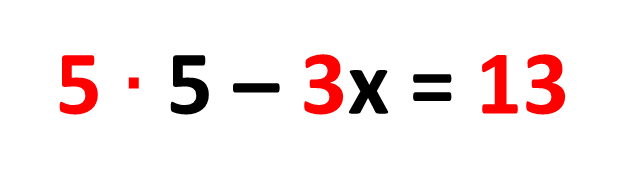 5 · 5 – 3x = 13